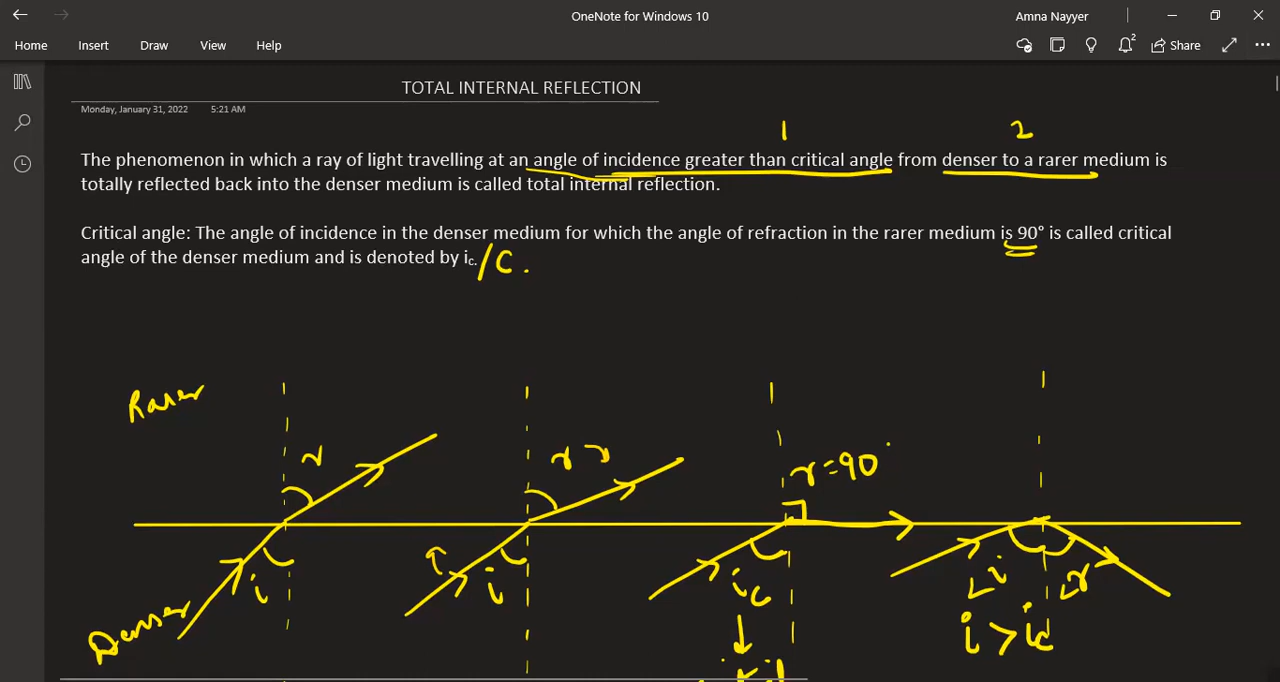 OneNote for Windows 10
Amna Nayyer
Home Insert Draw View Help
2 Share
TOTAL INTERNAL REFLECTION
Monday, January 31, 2022 5:21 AM
1 2
The phenomenon in which a ray of light travelling at an angle of incidence greater than critical angle from denser to a rarer medium is
totally reflected back into the denser medium is called total internal reflection.
Critical angle: The angle of incidence in the denser medium for which the angle of refraction in the rarer medium is 90° is called critical
angle of the denser medium and is denoted by ic. /C.
Rarer
r r r=90°
i i ic ∠i ∠r
Denser
i > ic